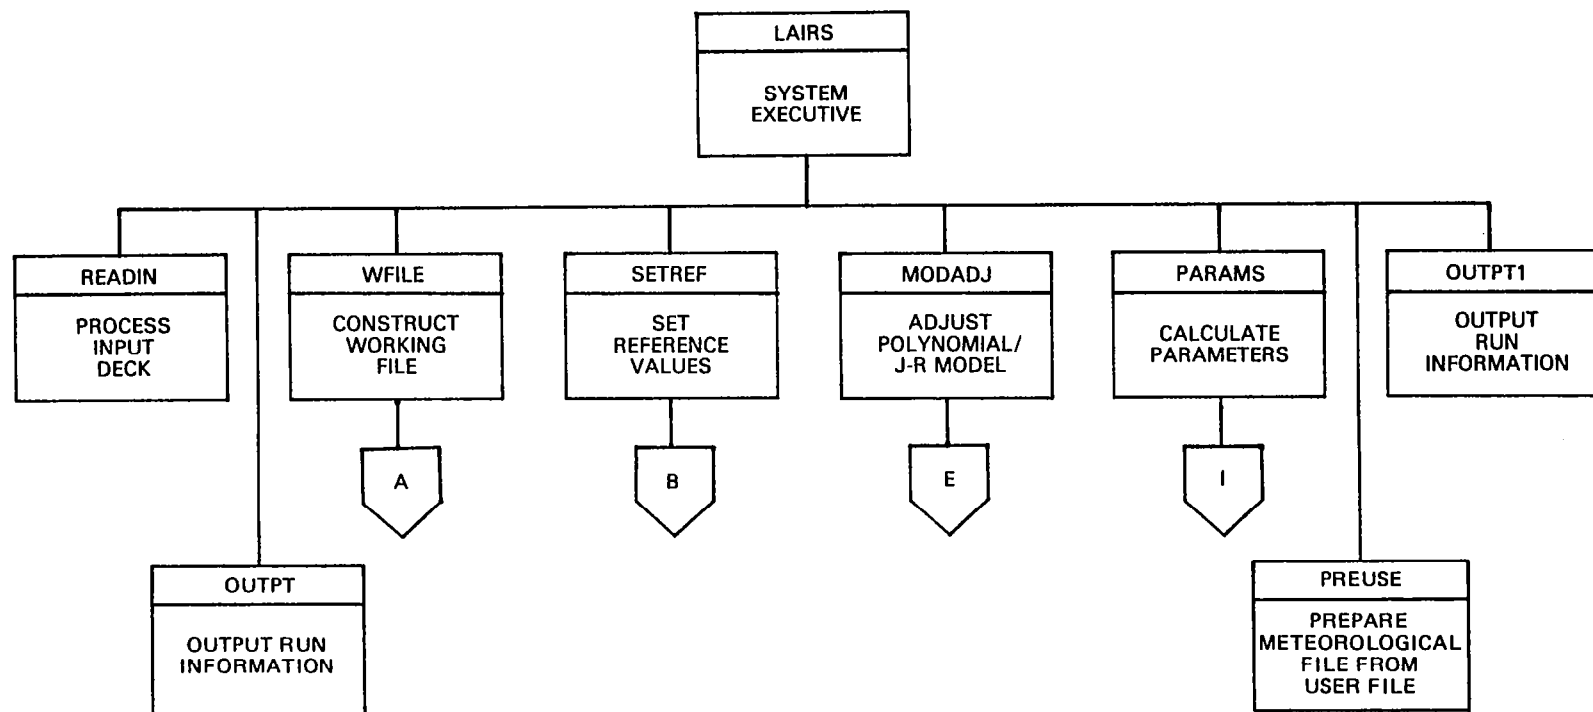 LAIRS
SYSTEM
EXECUTIVE
READIN
PROCESS
INPUT
DECK
WFILE
CONSTRUCT
WORKING
FILE
SETREF
SET
REFERENCE
VALUES
MODADJ
ADJUST
POLYNOMIAL/
J-R MODEL
PARAMS
CALCULATE
PARAMETERS
OUTPT1
OUTPUT
RUN
INFORMATION
A
B
E
I
OUTPT
OUTPUT RUN
INFORMATION
PREUSE
PREPARE
METEOROLOGICAL
FILE FROM
USER FILE